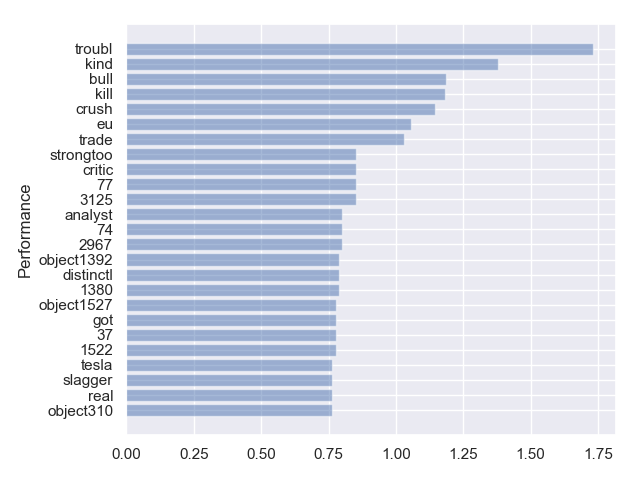 troubl
kind
bull
kill
crush
eu
trade
strongtoo
critic
77
3125
analyst
74
2967
object1392
distinctl
1380
object1527
got
37
1522
tesla
slagger
real
object310
Performance
0.00 0.25 0.50 0.75 1.00 1.25 1.50 1.75